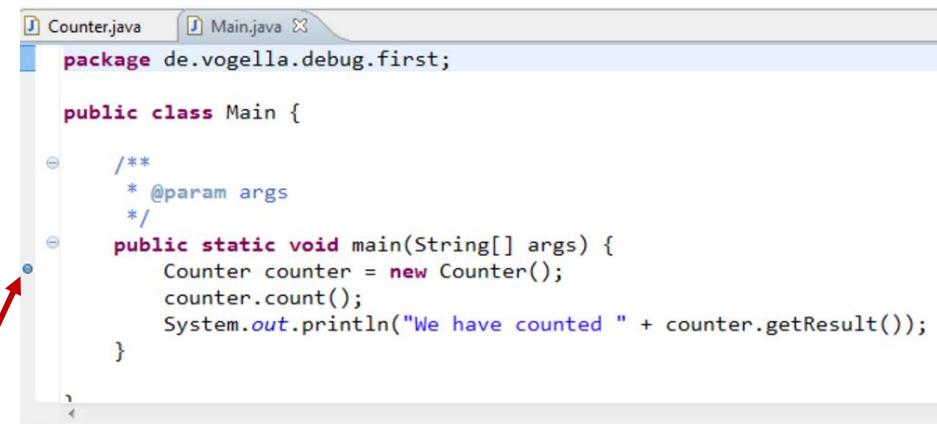 Counter.java Main.java
package de.vogella.debug.first;
public class Main {
/**
* @param args
*/
public static void main(String[] args) {
Counter counter = new Counter();
counter.count();
System.out.println("We have counted " + counter.getResult());
}
}